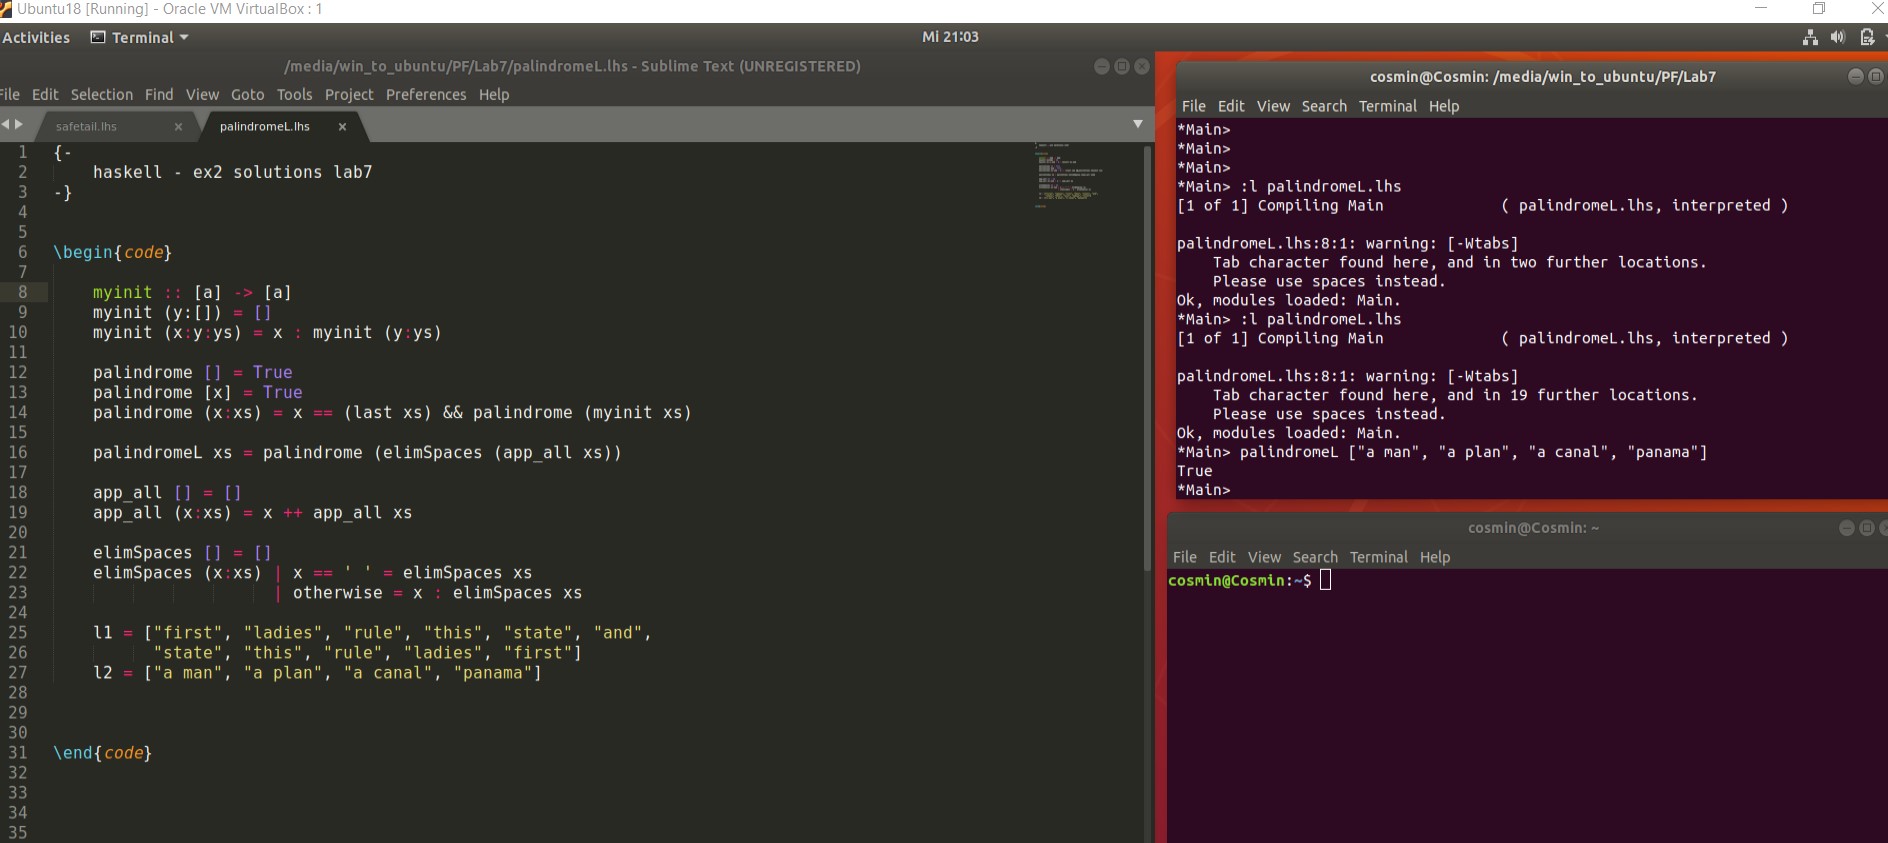 Ubuntu18 [Running] - Oracle VM VirtualBox : 1
Activities Terminal Mi 21:03
/media/win_to_ubuntu/PF/Lab7/palindromeL.lhs - Sublime Text (UNREGISTERED)
File Edit Selection Find View Goto Tools Project Preferences Help
safetail.lhs × palindromeL.lhs ×
1 {-
2     haskell - ex2 solutions lab7
3 -}
4
5
6 \begin{code}
7
8     myinit :: [a] -> [a]
9     myinit (y:[]) = []
10     myinit (x:y:ys) = x : myinit (y:ys)
11
12     palindrome [] = True
13     palindrome [x] = True
14     palindrome (x:xs) = x == (last xs) && palindrome (myinit xs)
15
16     palindromeL xs = palindrome (elimSpaces (app_all xs))
17
18     app_all [] = []
19     app_all (x:xs) = x ++ app_all xs
20
21     elimSpaces [] = []
22     elimSpaces (x:xs) | x == ' ' = elimSpaces xs
23                       | otherwise = x : elimSpaces xs
24
25     l1 = ["first", "ladies", "rule", "this", "state", "and",
26           "state", "this", "rule", "ladies", "first"]
27     l2 = ["a man", "a plan", "a canal", "panama"]
28
29
30
31 \end{code}
32
33
34
35
cosmin@Cosmin: /media/win_to_ubuntu/PF/Lab7
File Edit View Search Terminal Help
*Main>
*Main>
*Main>
*Main> :l palindromeL.lhs
[1 of 1] Compiling Main             ( palindromeL.lhs, interpreted )
palindromeL.lhs:8:1: warning: [-Wtabs]
    Tab character found here, and in two further locations.
    Please use spaces instead.
Ok, modules loaded: Main.
*Main> :l palindromeL.lhs
[1 of 1] Compiling Main             ( palindromeL.lhs, interpreted )
palindromeL.lhs:8:1: warning: [-Wtabs]
    Tab character found here, and in 19 further locations.
    Please use spaces instead.
Ok, modules loaded: Main.
*Main> palindromeL ["a man", "a plan", "a canal", "panama"]
True
*Main>
cosmin@Cosmin: ~
File Edit View Search Terminal Help
cosmin@Cosmin:~$